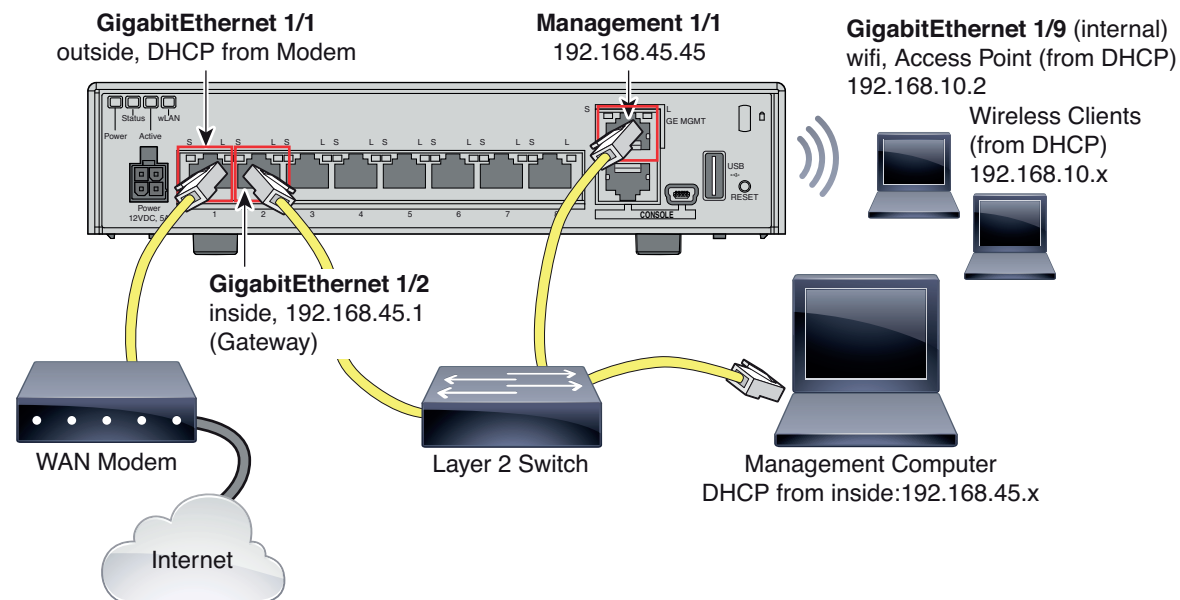 GigabitEthernet 1/1
outside, DHCP from Modem
Management 1/1
192.168.45.45
GigabitEthernet 1/9 (internal)
wifi, Access Point (from DHCP)
192.168.10.2
Wireless Clients
(from DHCP)
192.168.10.x
Status wLAN
Power Active
S L S L S L S L S L S L S L S L
S L
GE MGMT
USB
RESET
Power
12VDC, 5A
1 2 3 4 5 6 7 8
CONSOLE
GigabitEthernet 1/2
inside, 192.168.45.1
(Gateway)
WAN Modem
Layer 2 Switch
Management Computer
DHCP from inside:192.168.45.x
Internet